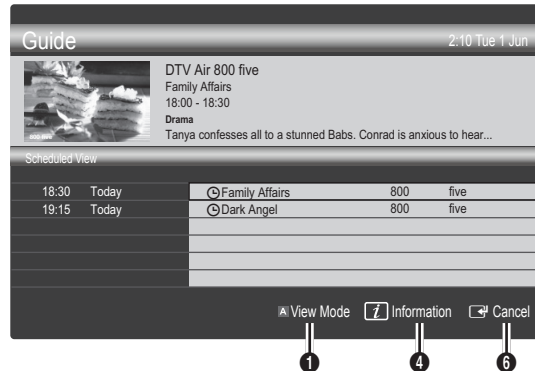 Guide 2:10 Tue 1 Jun
DTV Air 800 five
Family Affairs
18:00 - 18:30
Drama
Tanya confesses all to a stunned Babs. Conrad is anxious to hear...
800 five
Scheduled View
18:30 Today Family Affairs 800 five
19:15 Today Dark Angel 800 five
A View Mode i Information Cancel
1 4 6